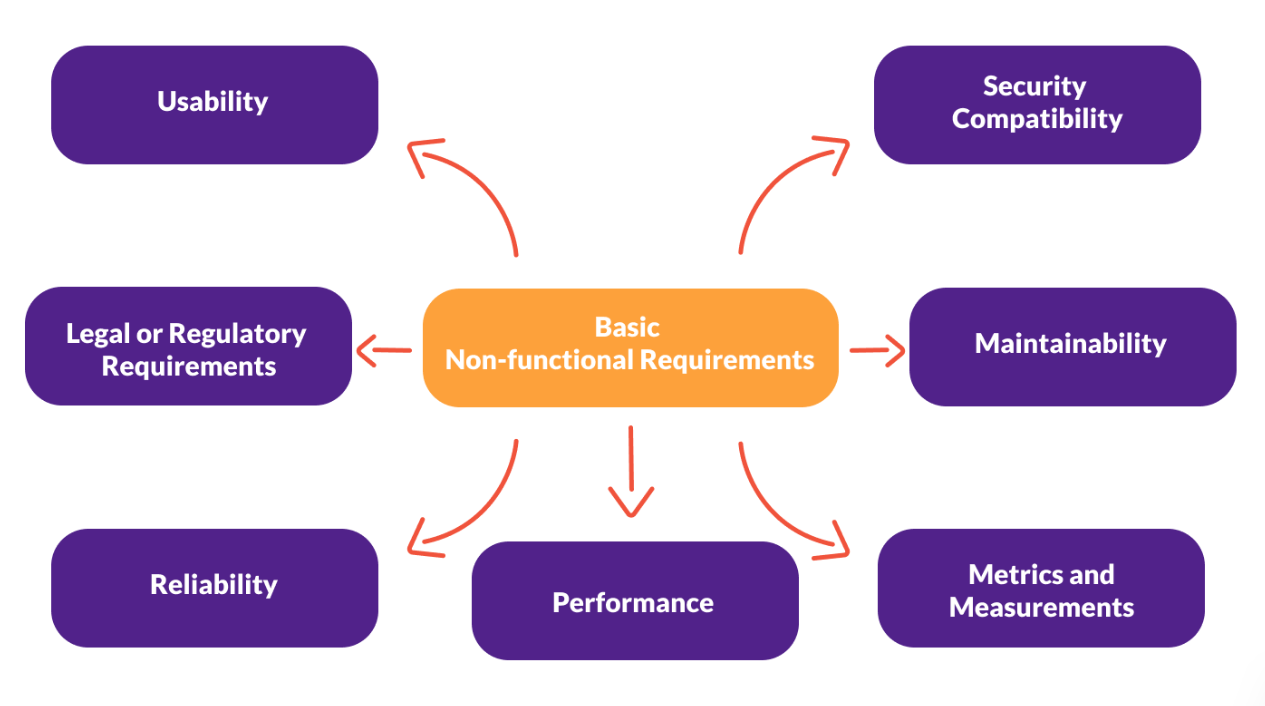 Usability
Security
Compatibility
Legal or Regulatory
Requirements
Basic
Non-functional Requirements
Maintainability
Reliability
Performance
Metrics and
Measurements